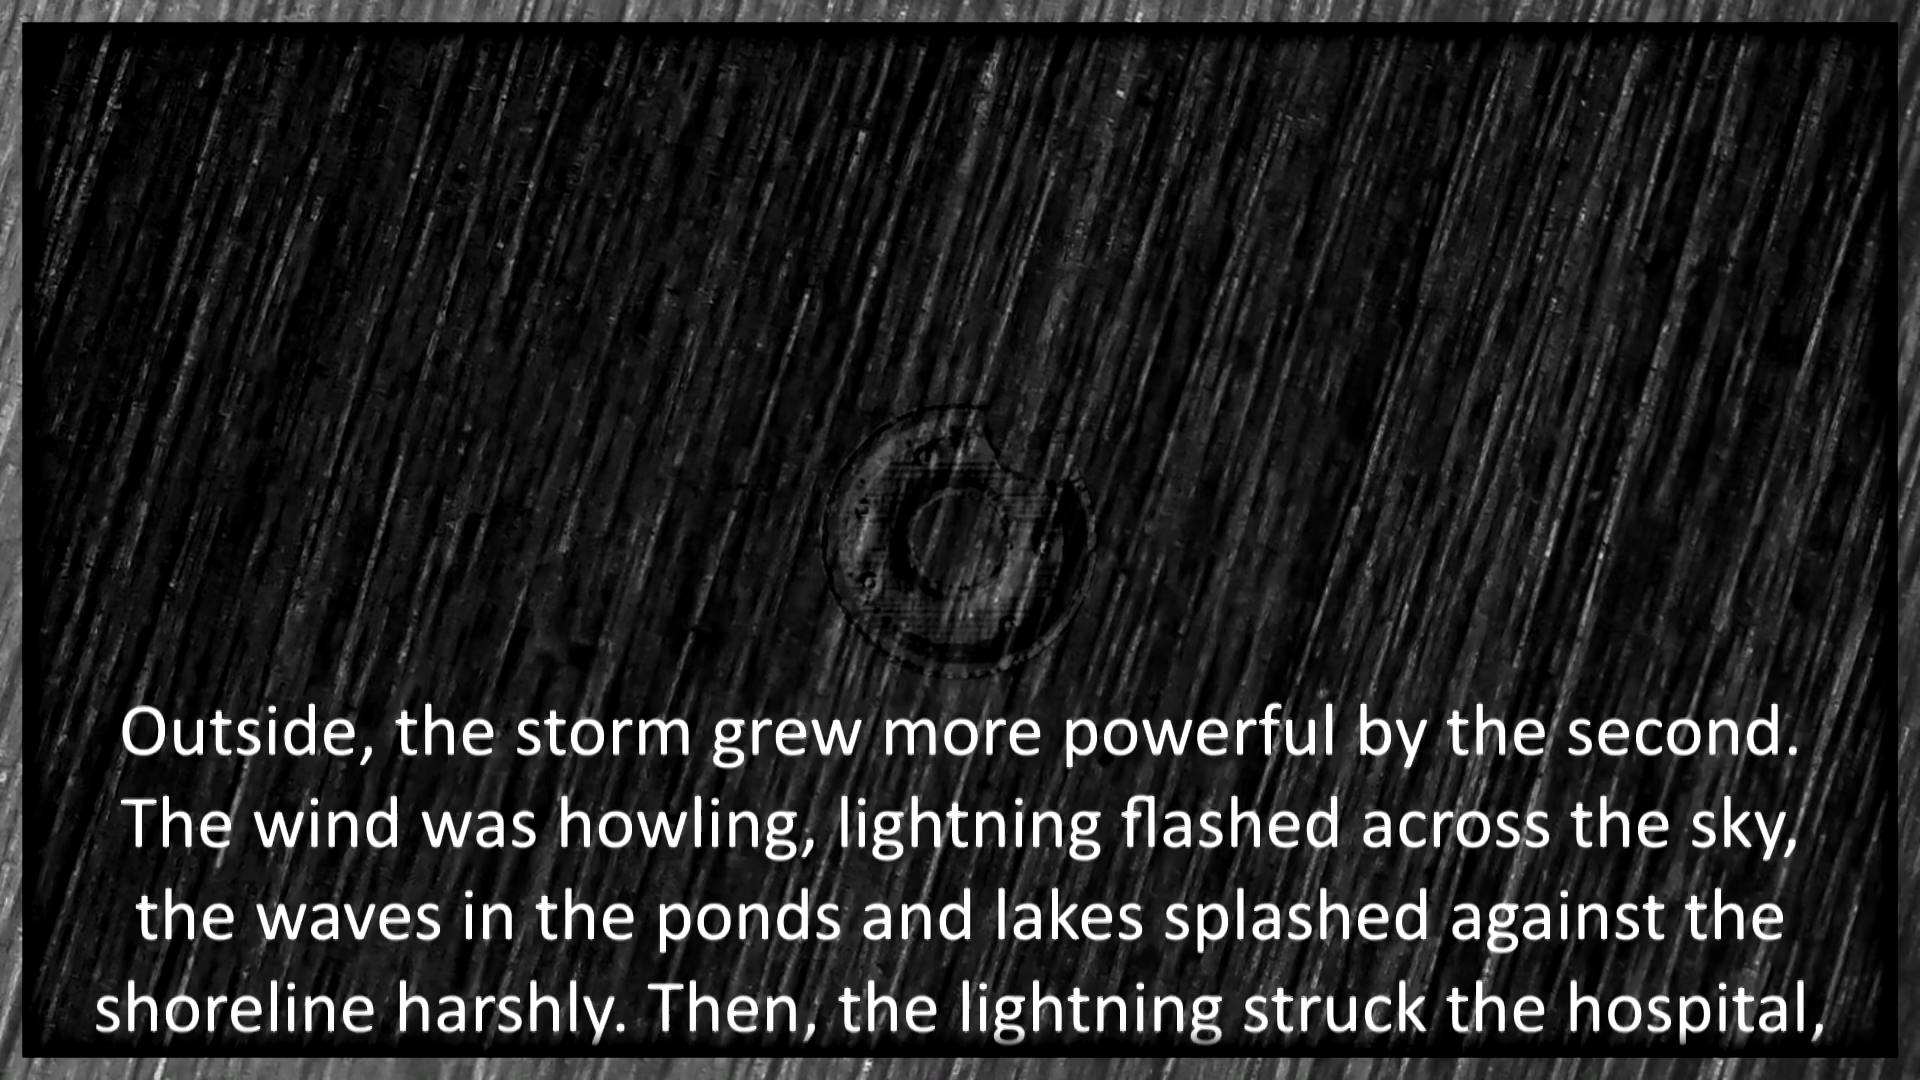 Outside, the storm grew more powerful by the second.
The wind was howling, lightning flashed across the sky,
the waves in the ponds and lakes splashed against the
shoreline harshly. Then, the lightning struck the hospital,